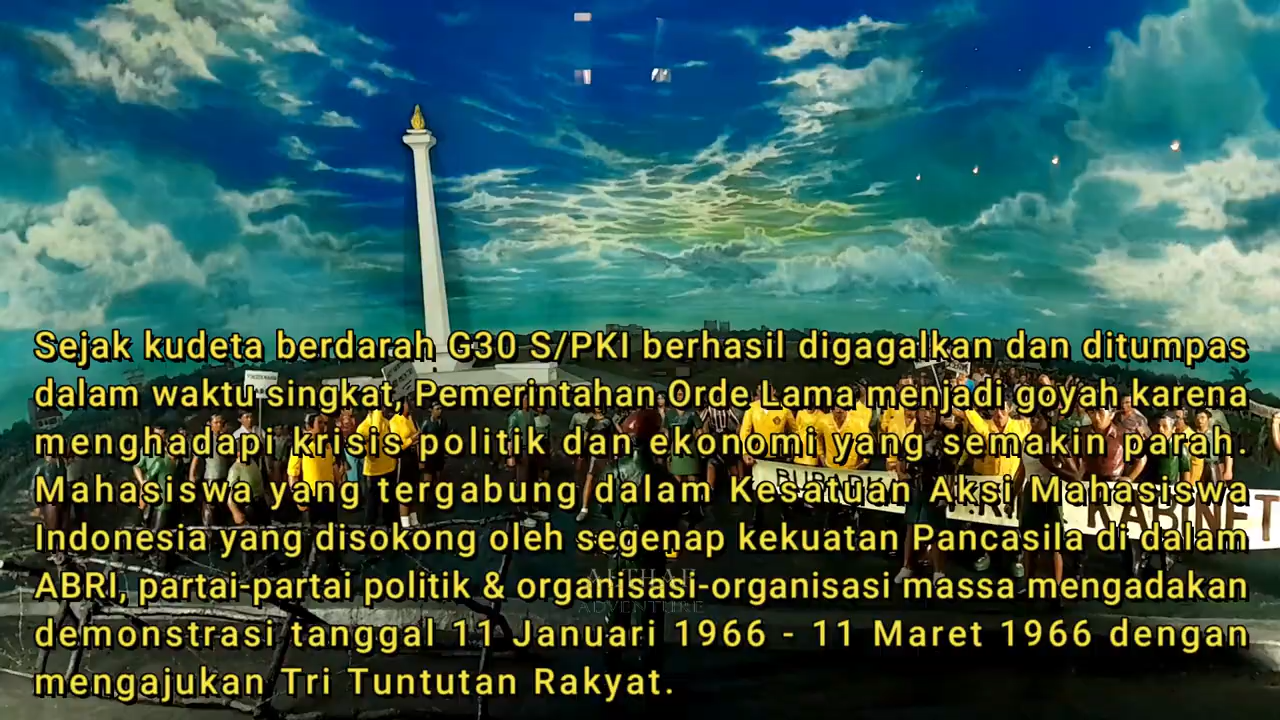 Sejak kudeta berdarah G30 S/PKI berhasil digagalkan dan ditumpas
dalam waktu singkat, Pemerintahan Orde Lama menjadi goyah karena
menghadapi krisis politik dan ekonomi yang semakin parah.
Mahasiswa yang tergabung dalam Kesatuan Aksi Mahasiswa
Indonesia yang disokong oleh segenap kekuatan Pancasila di dalam
ABRI, partai-partai politik & organisasi-organisasi massa mengadakan
demonstrasi tanggal 11 Januari 1966 - 11 Maret 1966 dengan
mengajukan Tri Tuntutan Rakyat.
KABINET
ADVENTURE